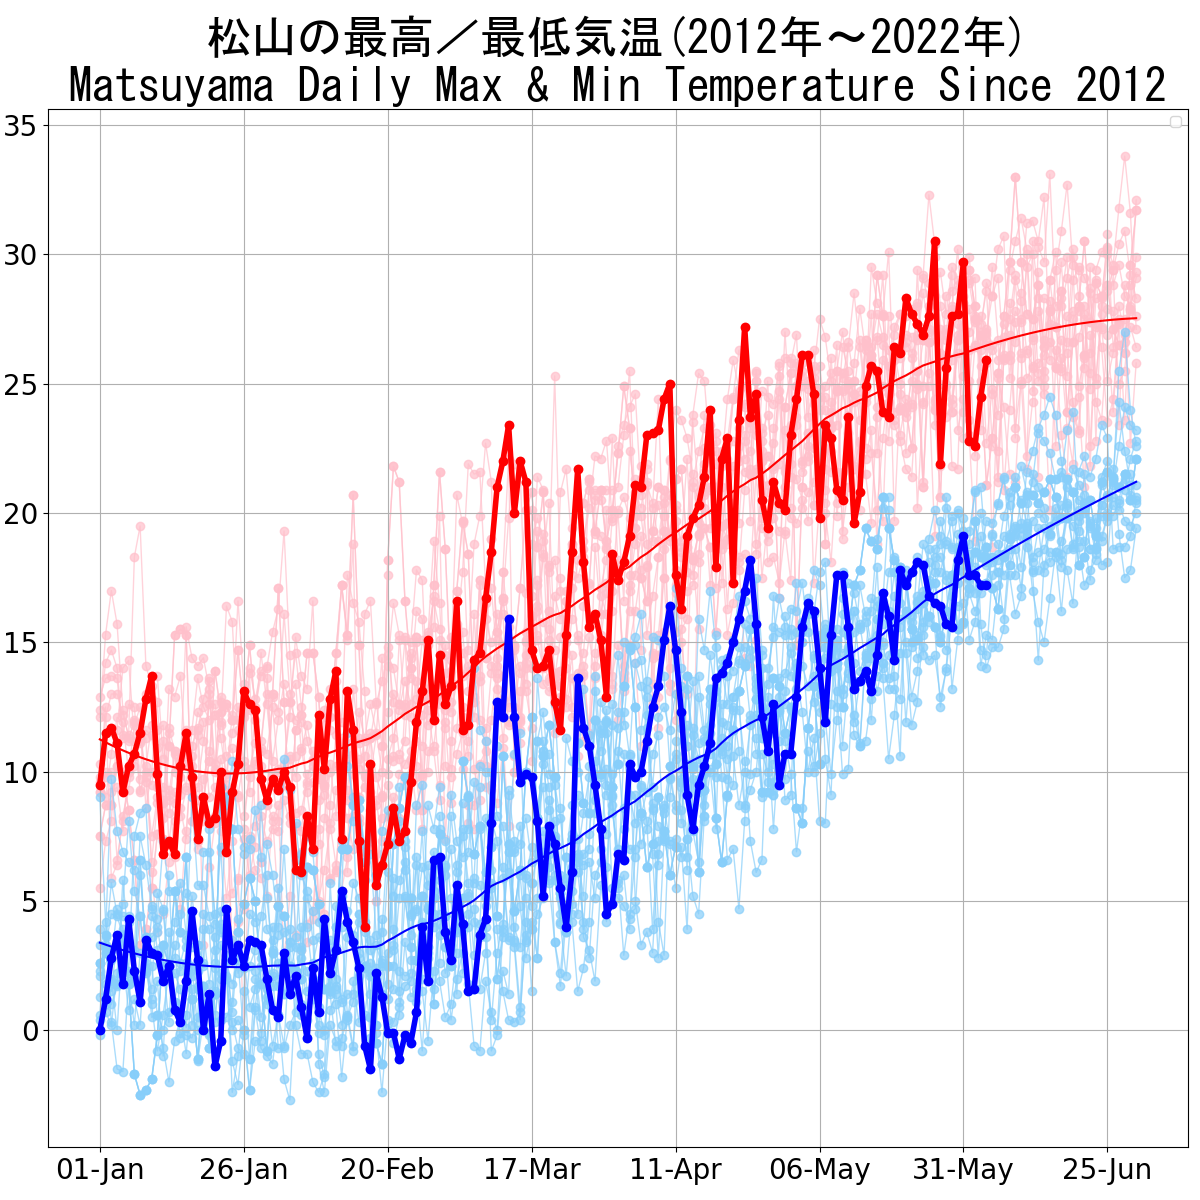 松山の最高／最低気温(2012年～2022年)
Matsuyama Daily Max & Min Temperature Since 2012
35
30
25
20
15
10
5
0
01-Jan 26-Jan 20-Feb 17-Mar 11-Apr 06-May 31-May 25-Jun